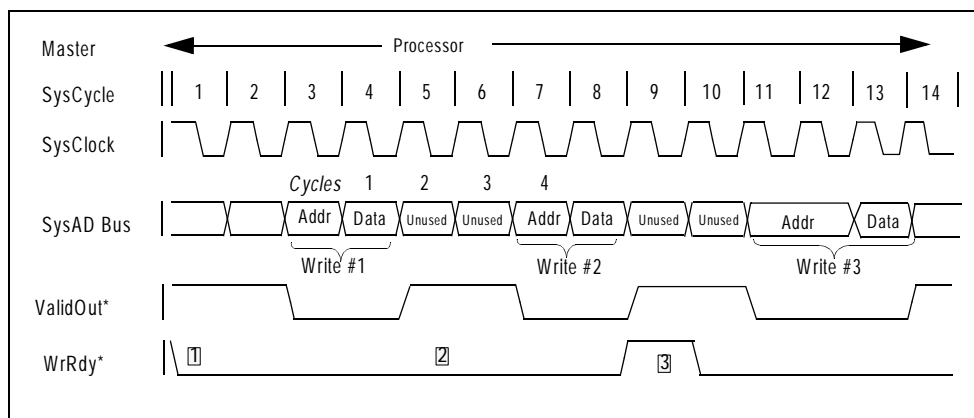 Master Processor
SysCycle 1 2 3 4 5 6 7 8 9 10 11 12 13 14
SysClock
Cycles 1 2 3 4
SysAD Bus Addr Data Unused Unused Addr Data Unused Unused Addr Data
Write #1 Write #2 Write #3
ValidOut*
WrRdy* 1 2 3